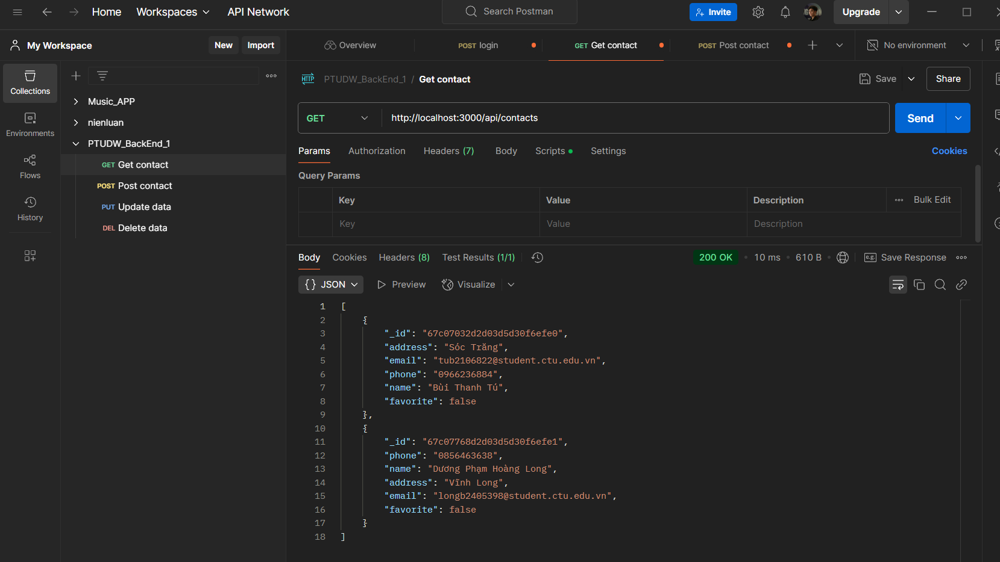 Home Workspaces API Network Search Postman Invite Upgrade
My Workspace New Import Overview POST login GET Get contact POST Post contact No environment
Collections
Environments
Flows
History
Music_APP
nienluan
PTUDW_BackEnd_1
GET Get contact
POST Post contact
PUT Update data
DEL Delete data
HTTP PTUDW_BackEnd_1 / Get contact Save Share
GET http://localhost:3000/api/contacts Send
Params Authorization Headers (7) Body Scripts Settings Cookies
Query Params
Key Value Description Bulk Edit
Key Value Description
Body Cookies Headers (8) Test Results (1/1) 200 OK 10 ms 610 B e.g. Save Response
{} JSON Preview Visualize
1 [
2 {
3 "_id": "67c07032d2d03d5d30f6efe0",
4 "address": "Sóc Trăng",
5 "email": "tub2106822@student.ctu.edu.vn",
6 "phone": "0966236884",
7 "name": "Bùi Thanh Tú",
8 "favorite": false
9 },
10 {
11 "_id": "67c07768d2d03d5d30f6efe1",
12 "phone": "0856463638",
13 "name": "Dương Phạm Hoàng Long",
14 "address": "Vĩnh Long",
15 "email": "longb2405398@student.ctu.edu.vn",
16 "favorite": false
17 }
18 ]